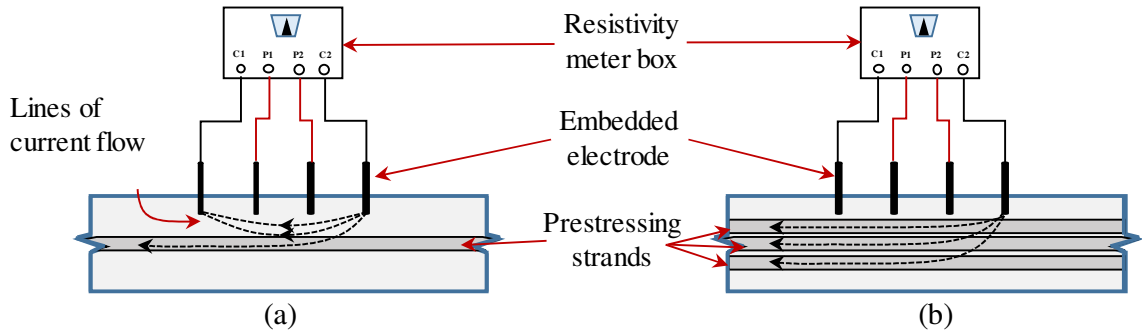 C1 P1 P2 C2
Resistivity
meter box
C1 P1 P2 C2
Lines of
current flow
Embedded
electrode
Prestressing
strands
(a)
(b)